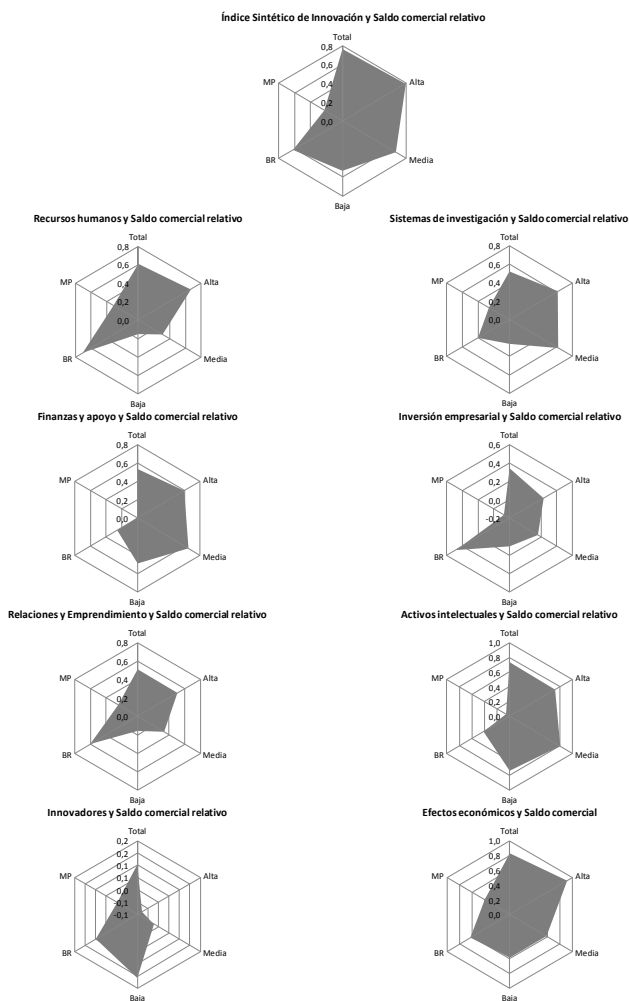 Índice Sintético de Innovación y Saldo comercial relativo
Total
0,8
0,6
0,4
0,2
0,0
Alta
Media
Baja
BR
MP
Recursos humanos y Saldo comercial relativo
Total
0,8
0,6
0,4
0,2
0,0
Alta
Media
Baja
BR
MP
Sistemas de investigación y Saldo comercial relativo
Total
0,8
0,6
0,4
0,2
0,0
Alta
Media
Baja
BR
MP
Finanzas y apoyo y Saldo comercial relativo
Total
0,8
0,6
0,4
0,2
0,0
Alta
Media
Baja
BR
MP
Inversión empresarial y Saldo comercial relativo
Total
0,6
0,4
0,2
0,0
-0,2
Alta
Media
Baja
BR
MP
Relaciones y Emprendimiento y Saldo comercial relativo
Total
0,8
0,6
0,4
0,2
0,0
Alta
Media
Baja
BR
MP
Activos intelectuales y Saldo comercial relativo
Total
1,0
0,8
0,6
0,4
0,2
0,0
Alta
Media
Baja
BR
MP
Innovadores y Saldo comercial relativo
Total
0,2
0,2
0,1
0,1
0,0
-0,1
-0,1
Alta
Media
Baja
BR
MP
Efectos económicos y Saldo comercial
Total
1,0
0,8
0,6
0,4
0,2
0,0
Alta
Media
Baja
BR
MP